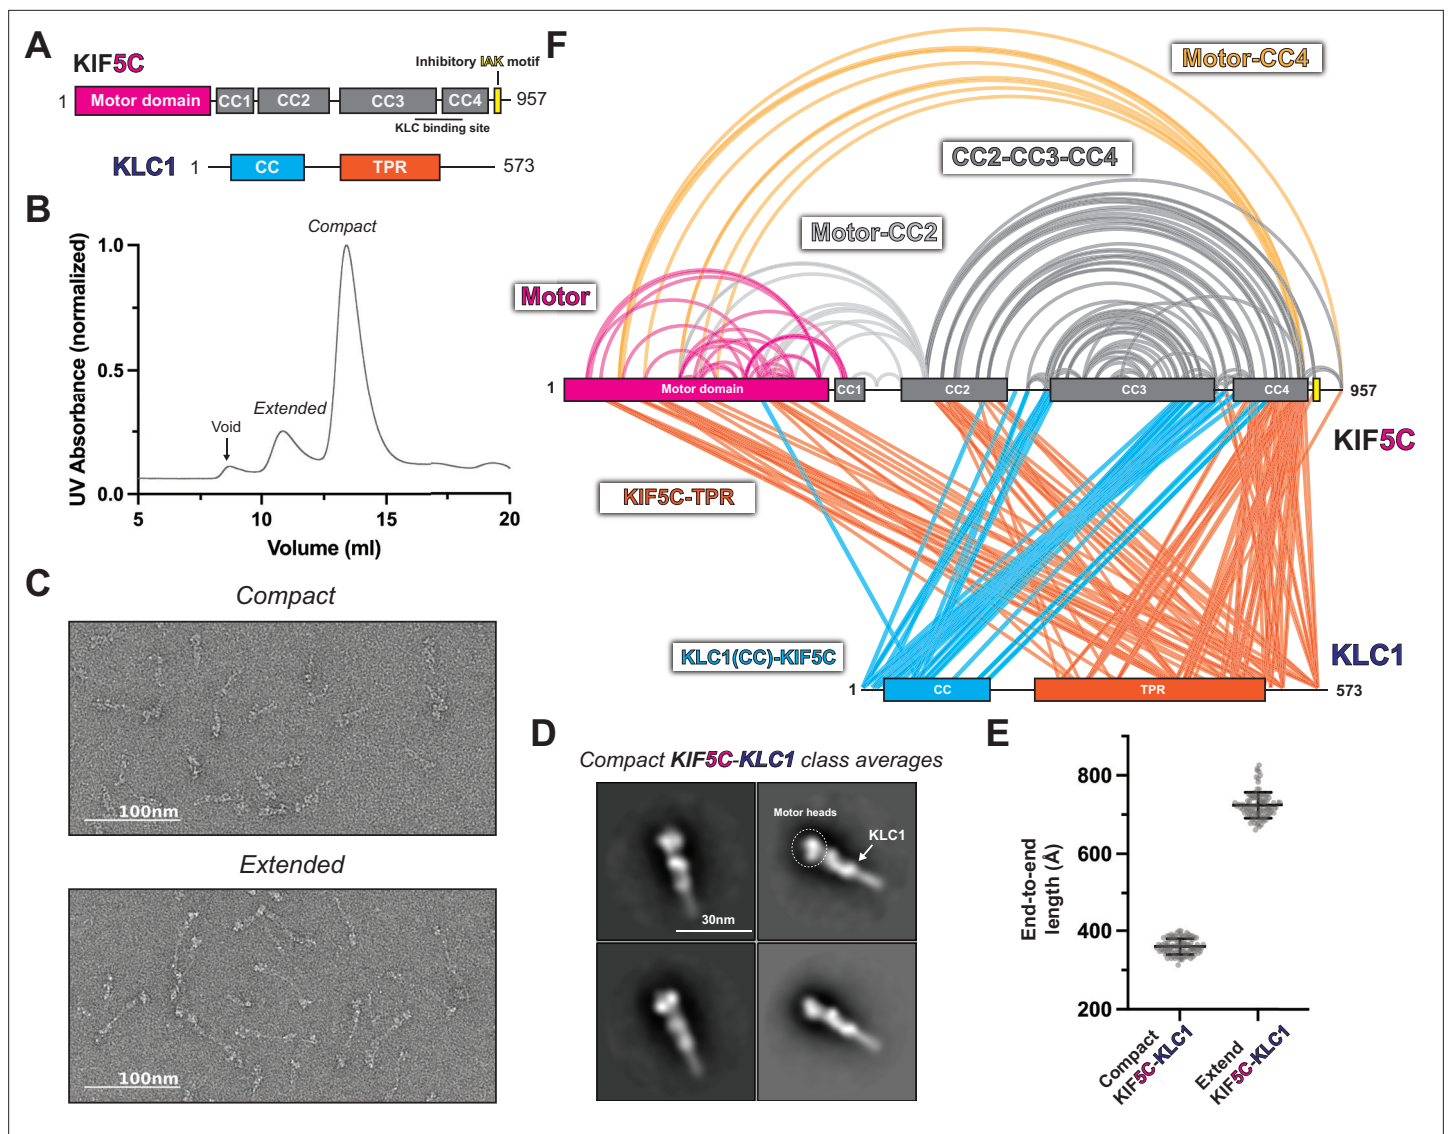 A
KIF5C
Inhibitory IAK motif
1
Motor domain
CC1
CC2
CC3
CC4
957
KLC binding site
KLC1
1
CC
TPR
573
B
UV Absorbance (normalized)
1.0
0.5
0.0
Void
Extended
Compact
5
10
15
20
Volume (ml)
C
Compact
100nm
Extended
100nm
F
Motor-CC4
CC2-CC3-CC4
Motor-CC2
Motor
1
Motor domain
CC1
CC2
CC3
CC4
957
KIF5C
KIF5C-TPR
KLC1(CC)-KIF5C
KLC1
1
CC
TPR
573
D
Compact KIF5C-KLC1 class averages
Motor heads
KLC1
30nm
E
End-to-end
length (Å)
800
600
400
200
Compact
KIF5C-KLC1
Extend
KIF5C-KLC1